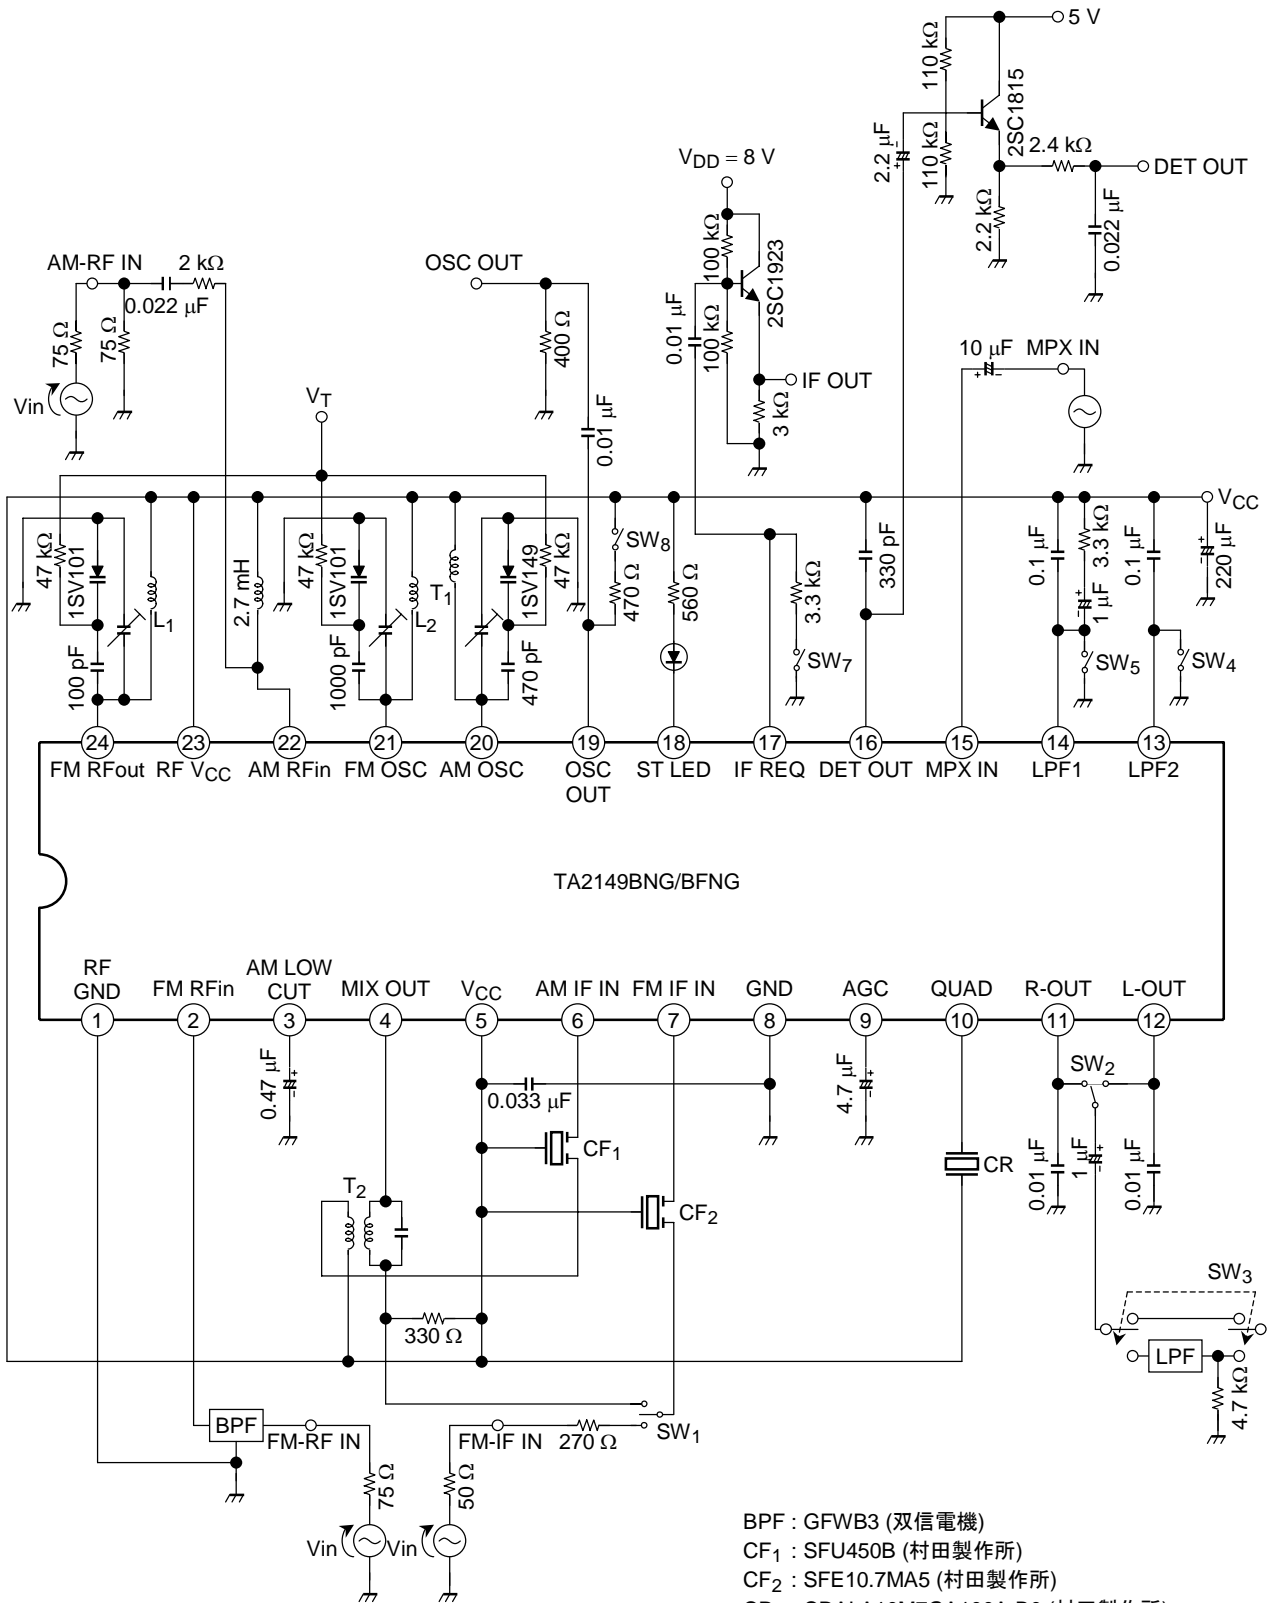 5 V
110 kΩ
2SC1815
2.2 μF
110 kΩ
2.4 kΩ
DET OUT
2.2 kΩ
0.022 μF
VDD = 8 V
100 kΩ
2SC1923
0.01 μF
100 kΩ
IF OUT
3 kΩ
AM-RF IN
2 kΩ
0.022 μF
75 Ω
75 Ω
Vin
OSC OUT
400 Ω
0.01 μF
VT
10 μF
MPX IN
VCC
47 kΩ
1SV101
L1
100 pF
2.7 mH
47 kΩ
1SV101
L2
1000 pF
T1
1SV149
47 kΩ
470 pF
SW8
470 Ω
560 Ω
3.3 kΩ
SW7
330 pF
0.1 μF
3.3 kΩ
1 μF
SW5
0.1 μF
SW4
220 μF
24 23 22 21 20 19 18 17 16 15 14 13
FM RFout
RF VCC
AM RFin
FM OSC
AM OSC
OSC OUT
ST LED
IF REQ
DET OUT
MPX IN
LPF1
LPF2
TA2149BNG/BFNG
RF GND
FM RFin
AM LOW CUT
MIX OUT
VCC
AM IF IN
FM IF IN
GND
AGC
QUAD
R-OUT
L-OUT
1 2 3 4 5 6 7 8 9 10 11 12
0.47 μF
0.033 μF
4.7 μF
SW2
CF1
CR
0.01 μF
1 μF
0.01 μF
T2
CF2
330 Ω
SW3
LPF
4.7 kΩ
BPF
FM-RF IN
FM-IF IN
270 Ω
SW1
75 Ω
50 Ω
Vin
Vin
BPF : GFWB3 (双信電機)
CF1 : SFU450B (村田製作所)
CF2 : SFE10.7MA5 (村田製作所)